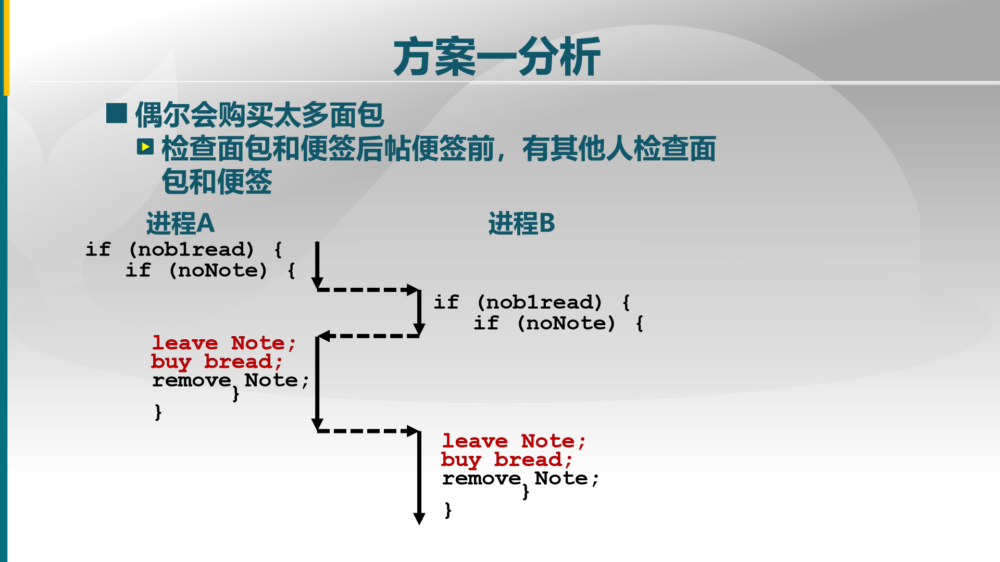 方案一分析
偶尔会购买太多面包
检查面包和便签后帖便签前，有其他人检查面
包和便签
进程A
进程B
if (nob1read) {
if (noNote) {
if (nob1read) {
if (noNote) {
leave Note;
buy bread;
remove Note;
}
}
leave Note;
buy bread;
remove Note;
}
}